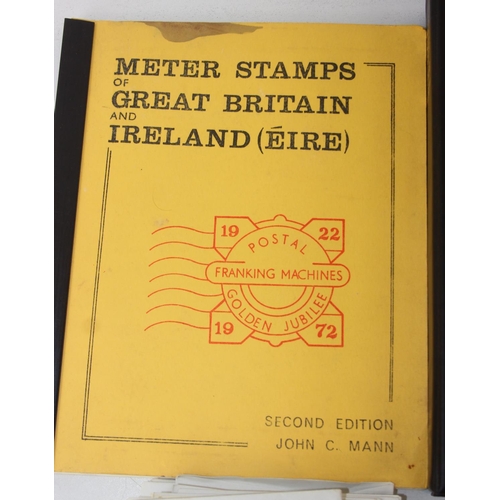 METER STAMPS
OF
GREAT BRITAIN
AND
IRELAND (ÉIRE)
19 22
POSTAL
FRANKING MACHINES
GOLDEN JUBILEE
19 72
SECOND EDITION
JOHN C. MANN